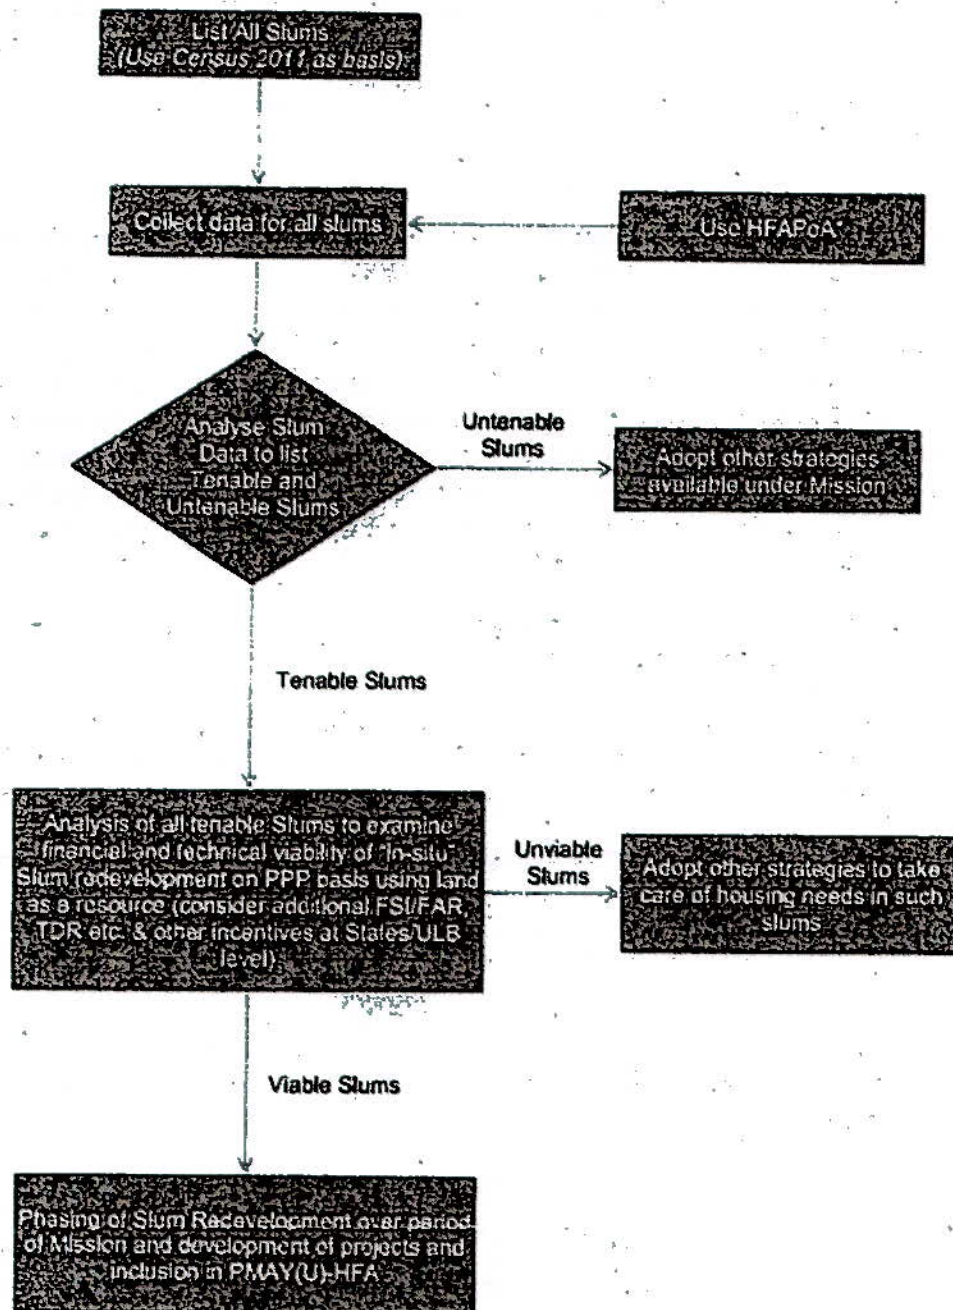 List All Slums
(Use Census 2011 as basis)
Collect data for all slums
Use HFAPoA*
Analyse Slum
Data to list
Tenable and
Untenable Slums
Untenable
Slums
Adopt other strategies
available under Mission
Tenable Slums
Analysis of all tenable Slums to examine
financial and technical viability of "In-situ"
Slum redevelopment on PPP basis using land
as a resource (consider additional FSI/FAR,
TDR etc. & other incentives at States/ULB
level)
Unviable
Slums
Adopt other strategies to take
care of housing needs in such
slums
Viable Slums
Phasing of Slum Redevelopment over period
of Mission and development of projects and
inclusion in PMAY(U)-HFA